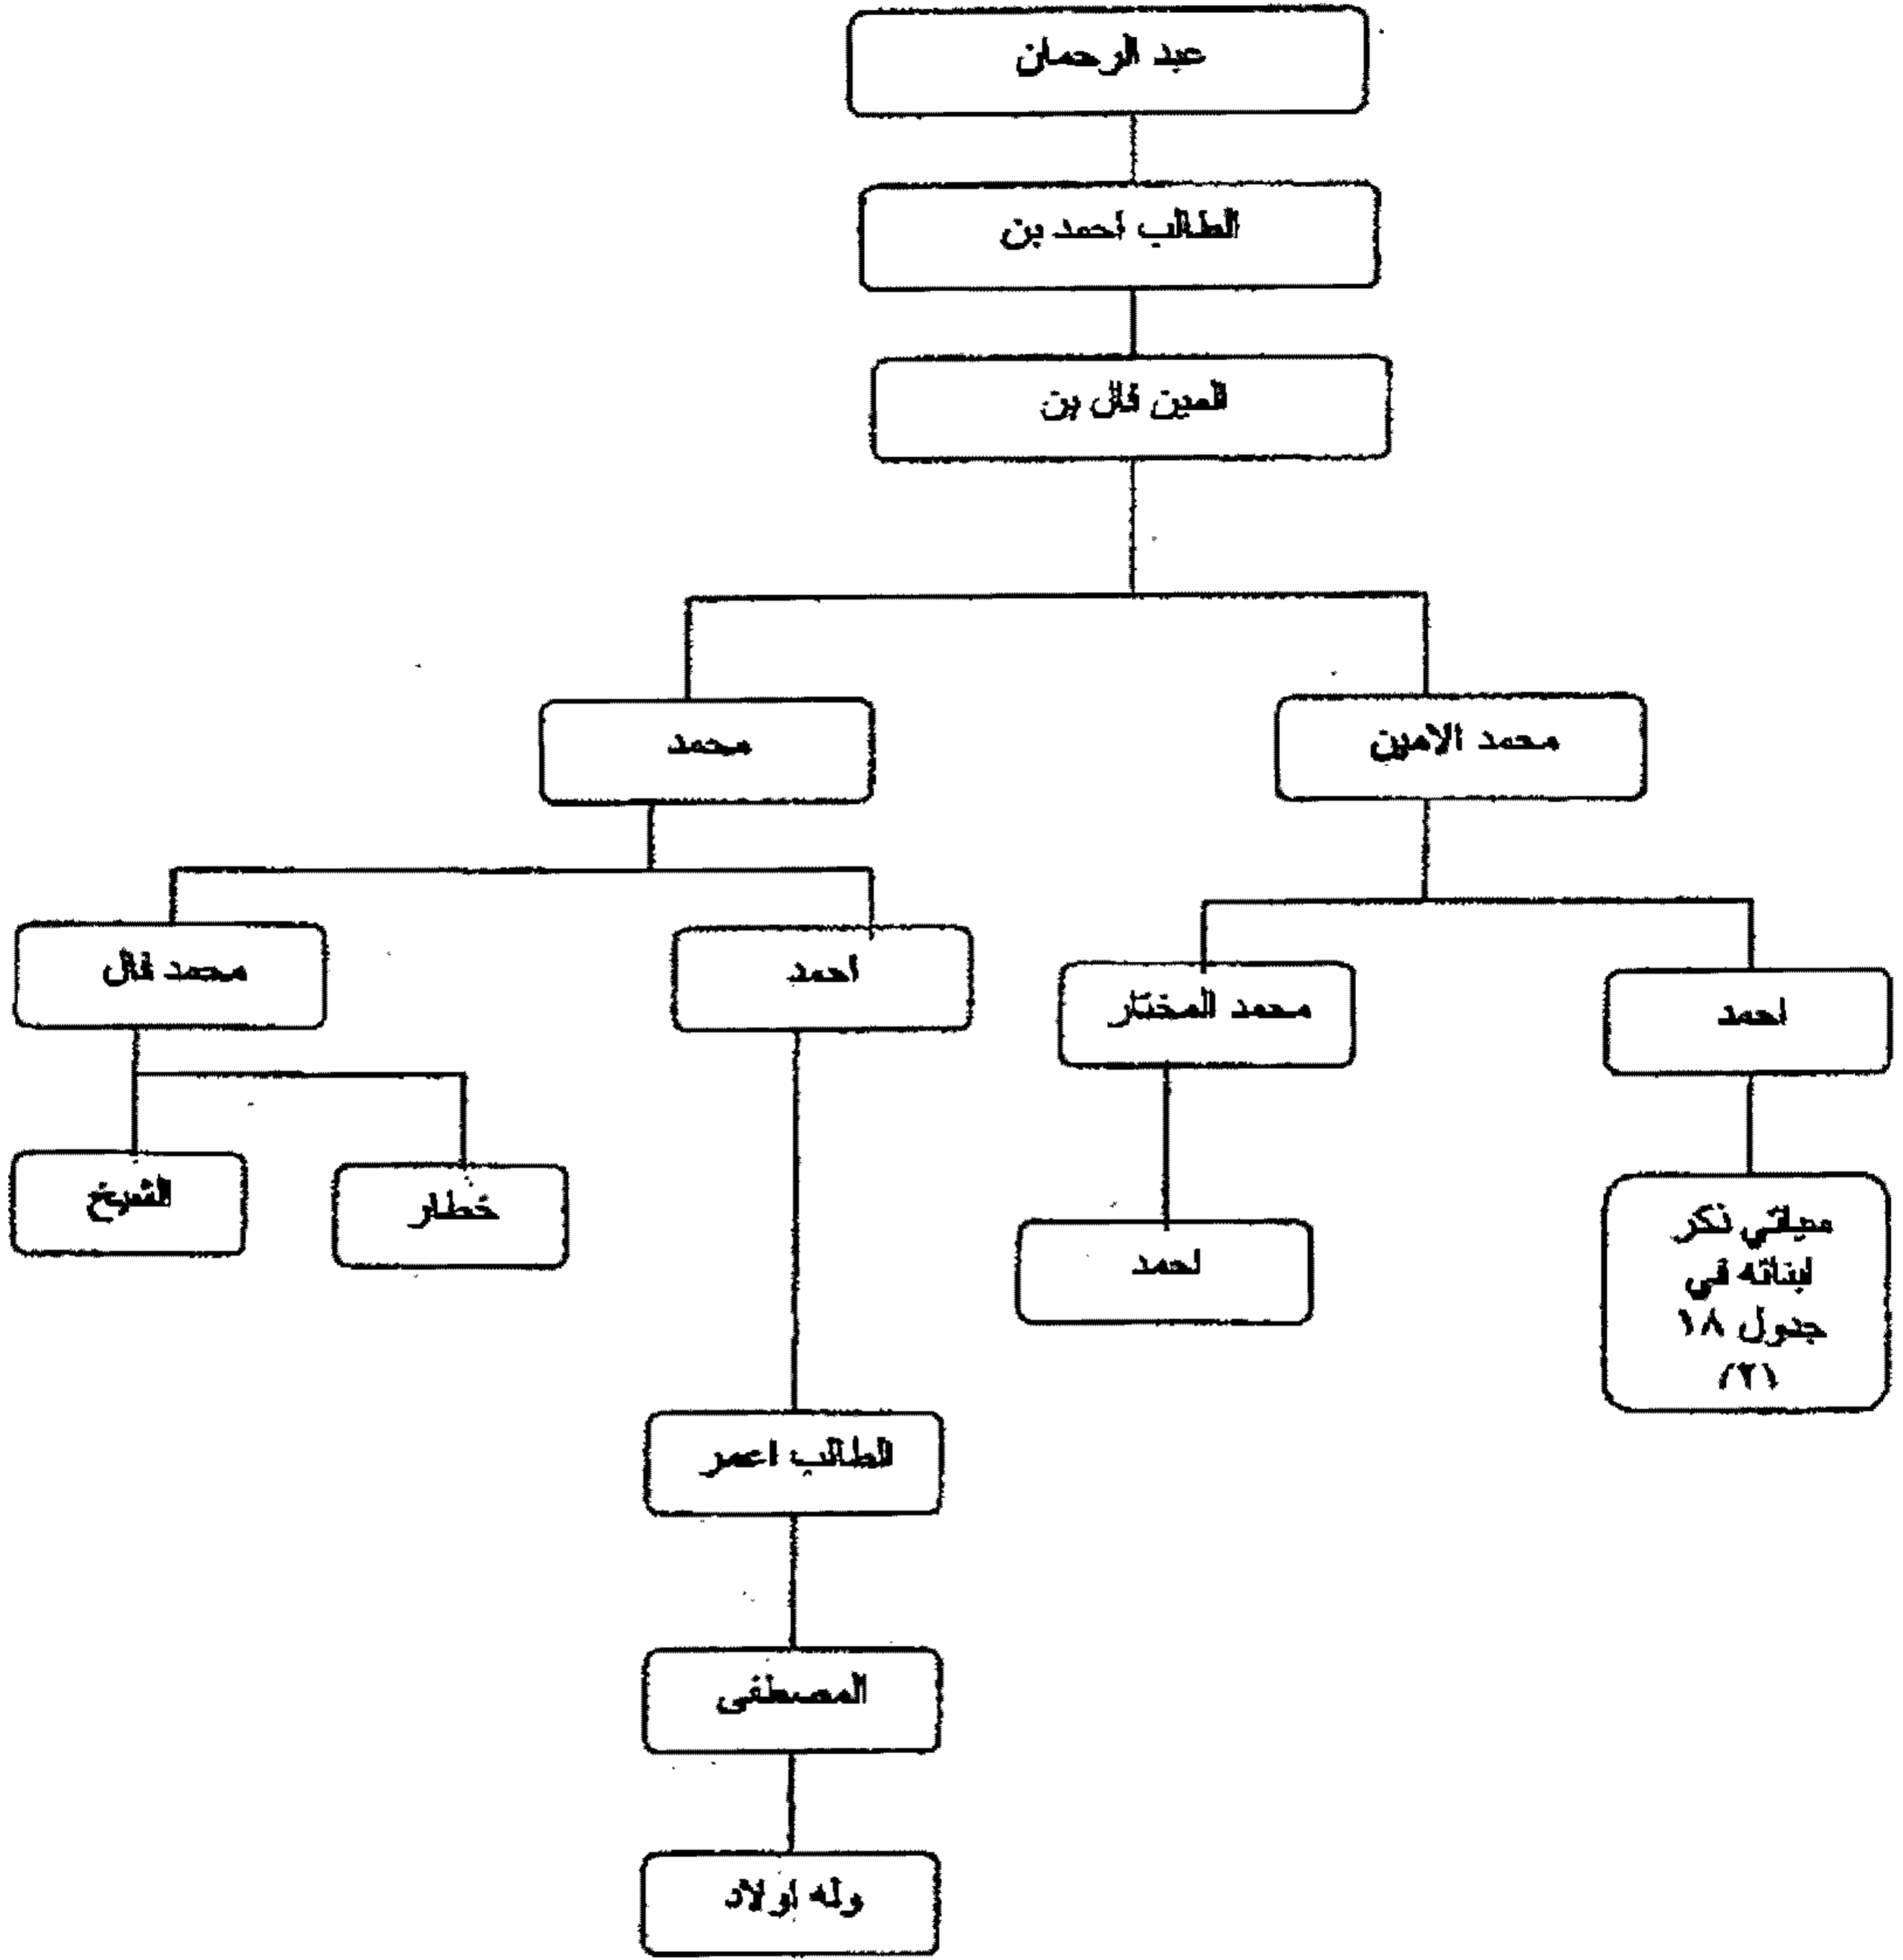 عبد الرحمان
الطالب احمد بن
المين فال بن
محمد الامين
محمد
احمد
محمد المختار
احمد
محمد فال
سياتي ذكر
ابنائه في
جدول ١٨
(٢)
احمد
خطار
الشيخ
الطالب اعمر
المصطفى
وله اولاد